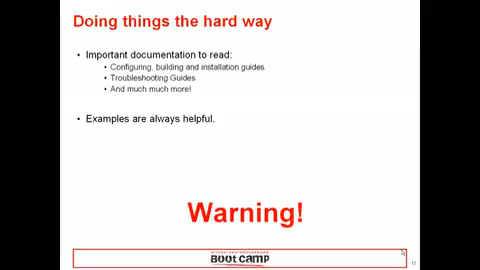 Doing things the hard way
• Important documentation to read:
• Configuring, building and installation guides
• Troubleshooting Guides
• And much much more!
• Examples are always helpful.
Warning!
Boot Camp